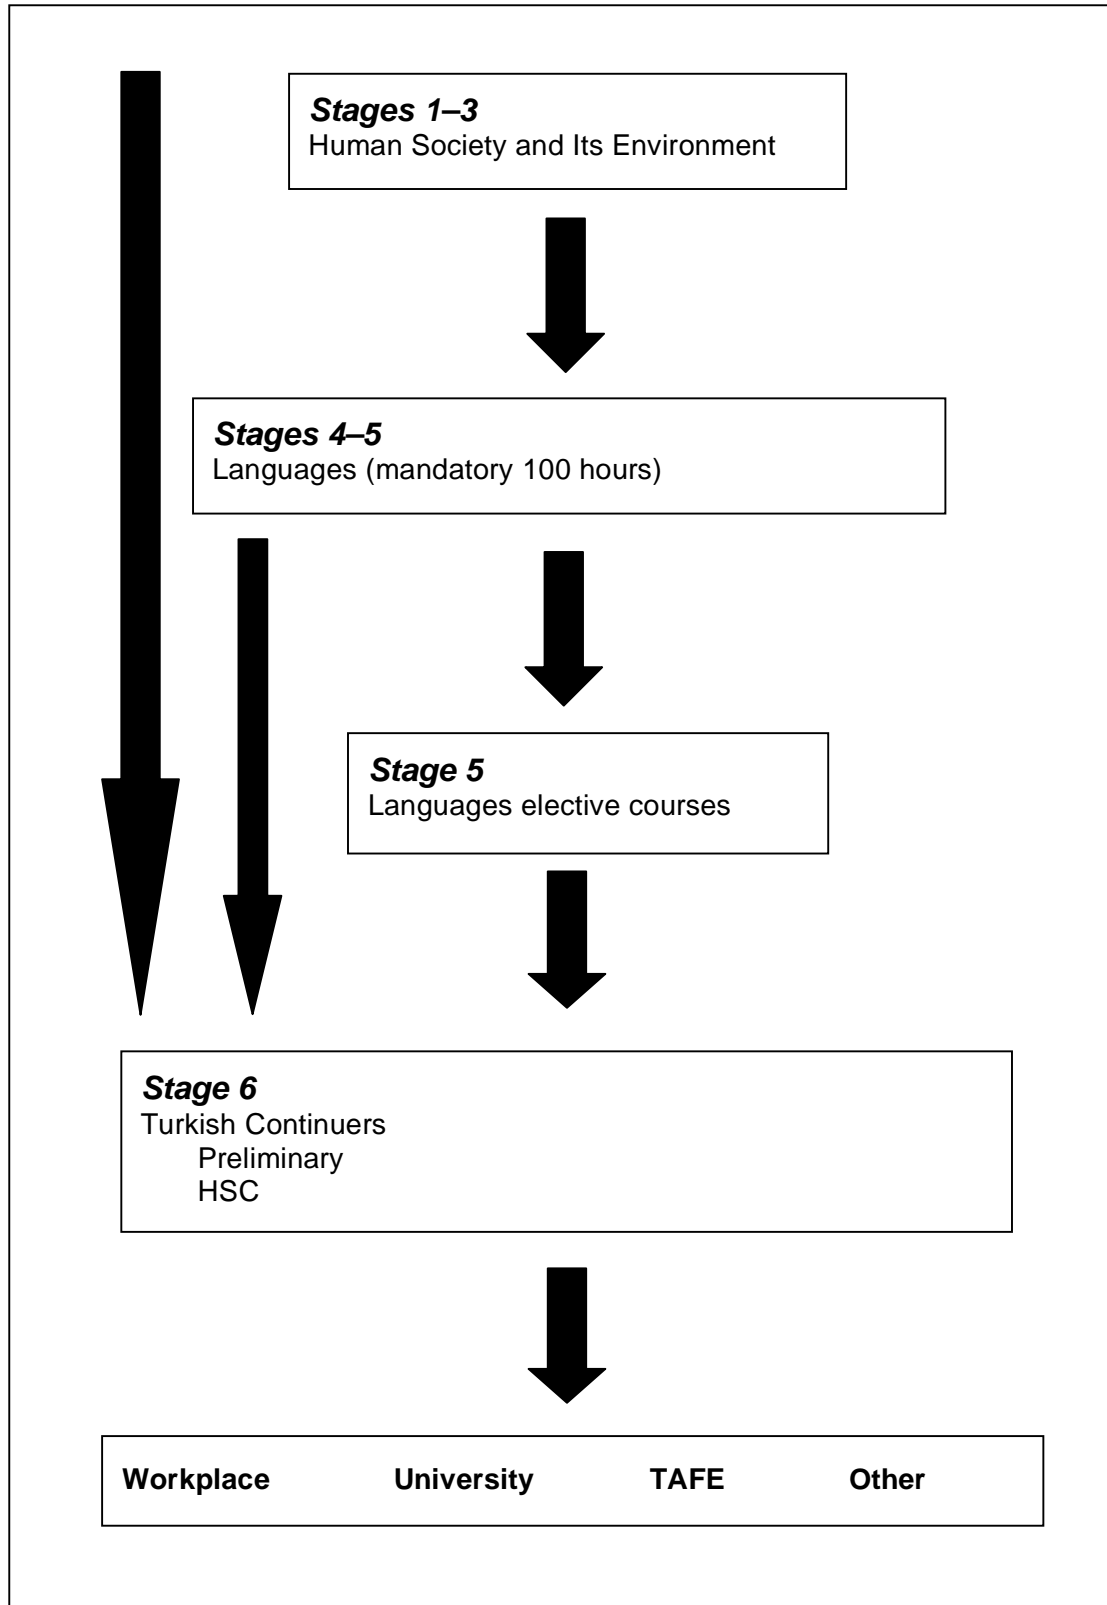 Stages 1–3
Human Society and Its Environment
Stages 4–5
Languages (mandatory 100 hours)
Stage 5
Languages elective courses
Stage 6
Turkish Continuers
Preliminary
HSC
Workplace University TAFE Other